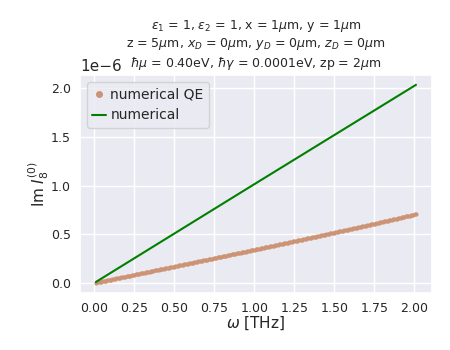 ε₁ = 1, ε₂ = 1, x = 1μm, y = 1μm
z = 5μm, x_D = 0μm, y_D = 0μm, z_D = 0μm
ℏμ = 0.40eV, ℏγ = 0.0001eV, zp = 2μm
1e−6
numerical QE
numerical
2.0
1.5
1.0
0.5
0.0
Im I₈⁽⁰⁾
0.00 0.25 0.50 0.75 1.00 1.25 1.50 1.75 2.00
ω [THz]